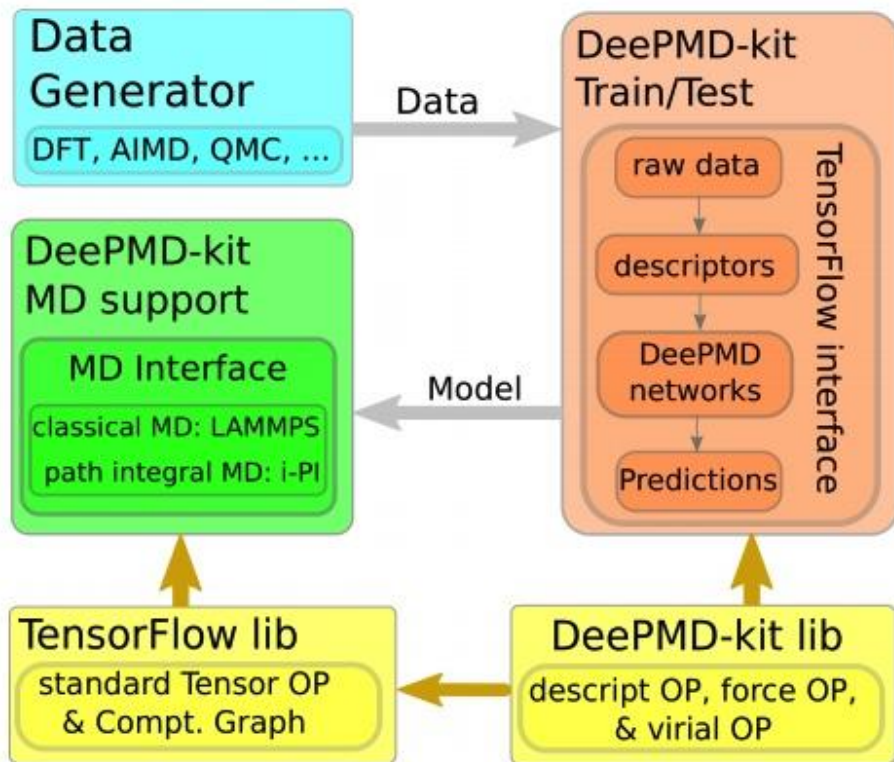 Data
Generator
DFT, AIMD, QMC, ...
Data
DeePMD-kit
Train/Test
raw data
descriptors
DeePMD
networks
Predictions
TensorFlow interface
DeePMD-kit
MD support
MD Interface
classical MD: LAMMPS
path integral MD: i-PI
Model
TensorFlow lib
standard Tensor OP
& Compt. Graph
DeePMD-kit lib
descript OP, force OP,
& virial OP